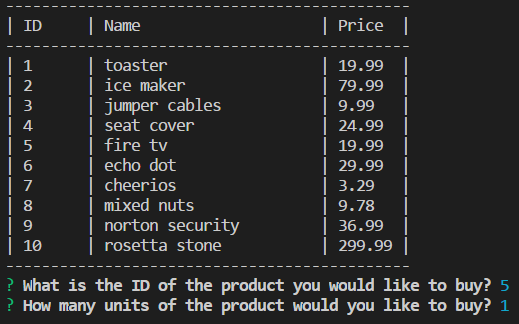 | ID | Name | Price |
| 1 | toaster | 19.99 |
| 2 | ice maker | 79.99 |
| 3 | jumper cables | 9.99 |
| 4 | seat cover | 24.99 |
| 5 | fire tv | 19.99 |
| 6 | echo dot | 29.99 |
| 7 | cheerios | 3.29 |
| 8 | mixed nuts | 9.78 |
| 9 | norton security | 36.99 |
| 10 | rosetta stone | 299.99 |
? What is the ID of the product you would like to buy? 5
? How many units of the product would you like to buy? 1